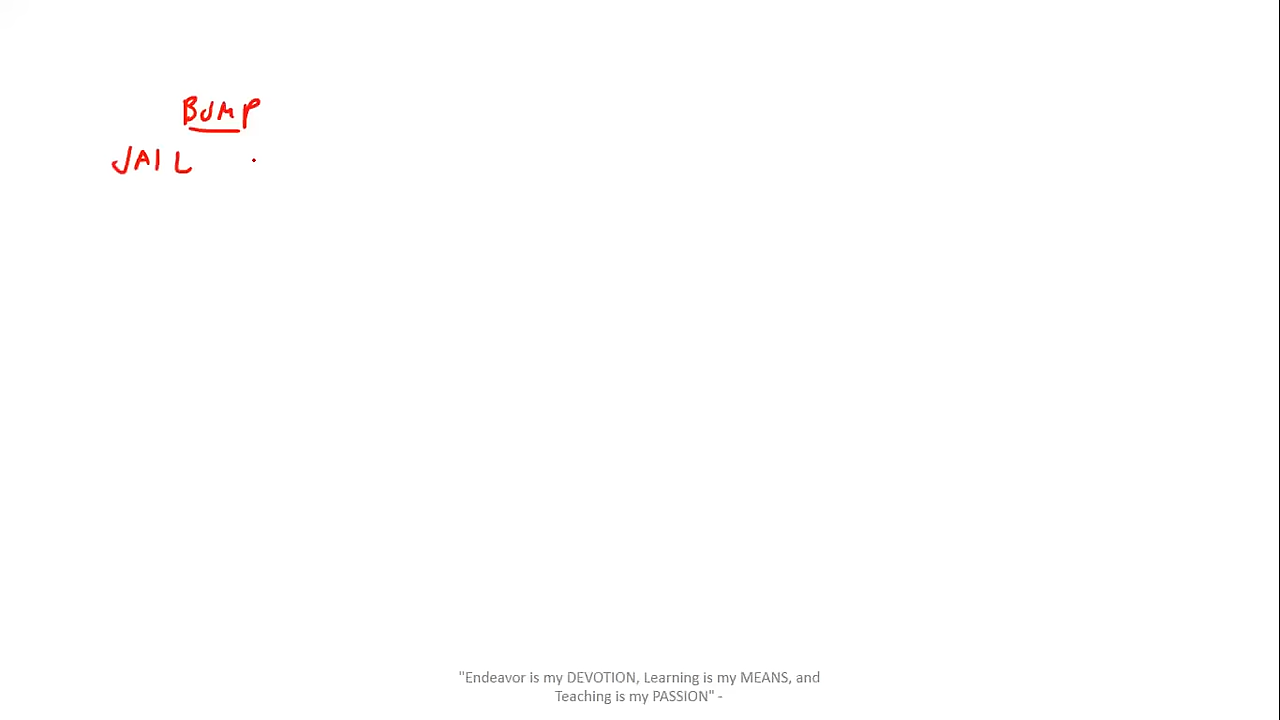 BUMP
JAIL
"Endeavor is my DEVOTION, Learning is my MEANS, and
Teaching is my PASSION" -